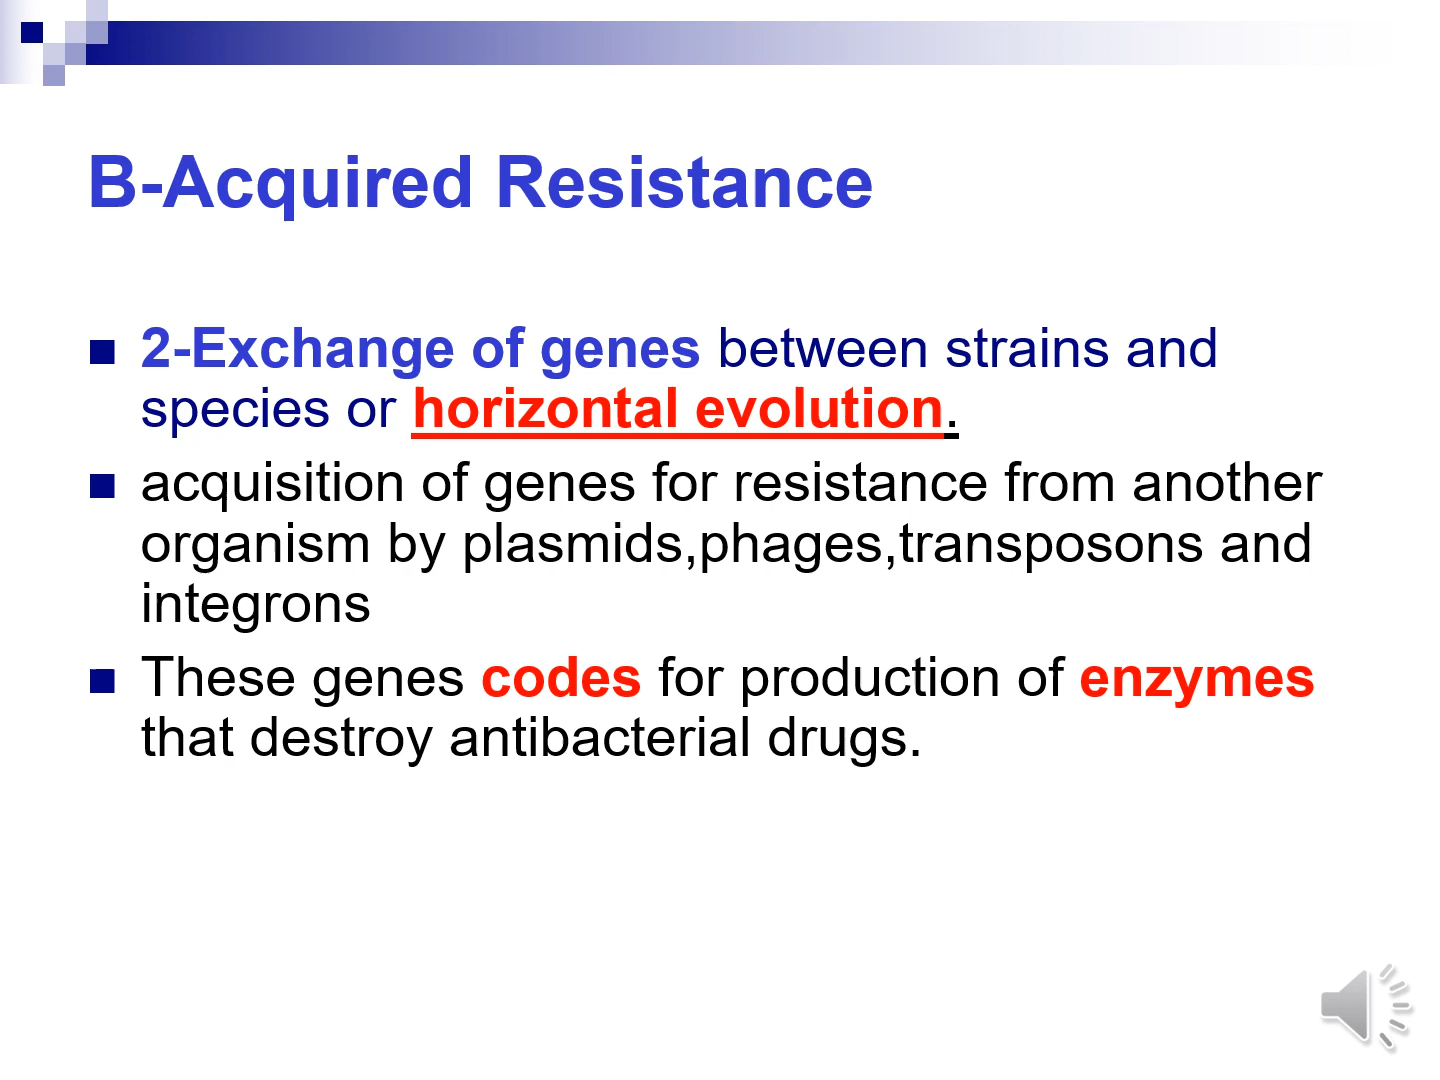 B-Acquired Resistance
2-Exchange of genes between strains and
species or horizontal evolution.
acquisition of genes for resistance from another
organism by plasmids,phages,transposons and
integrons
These genes codes for production of enzymes
that destroy antibacterial drugs.